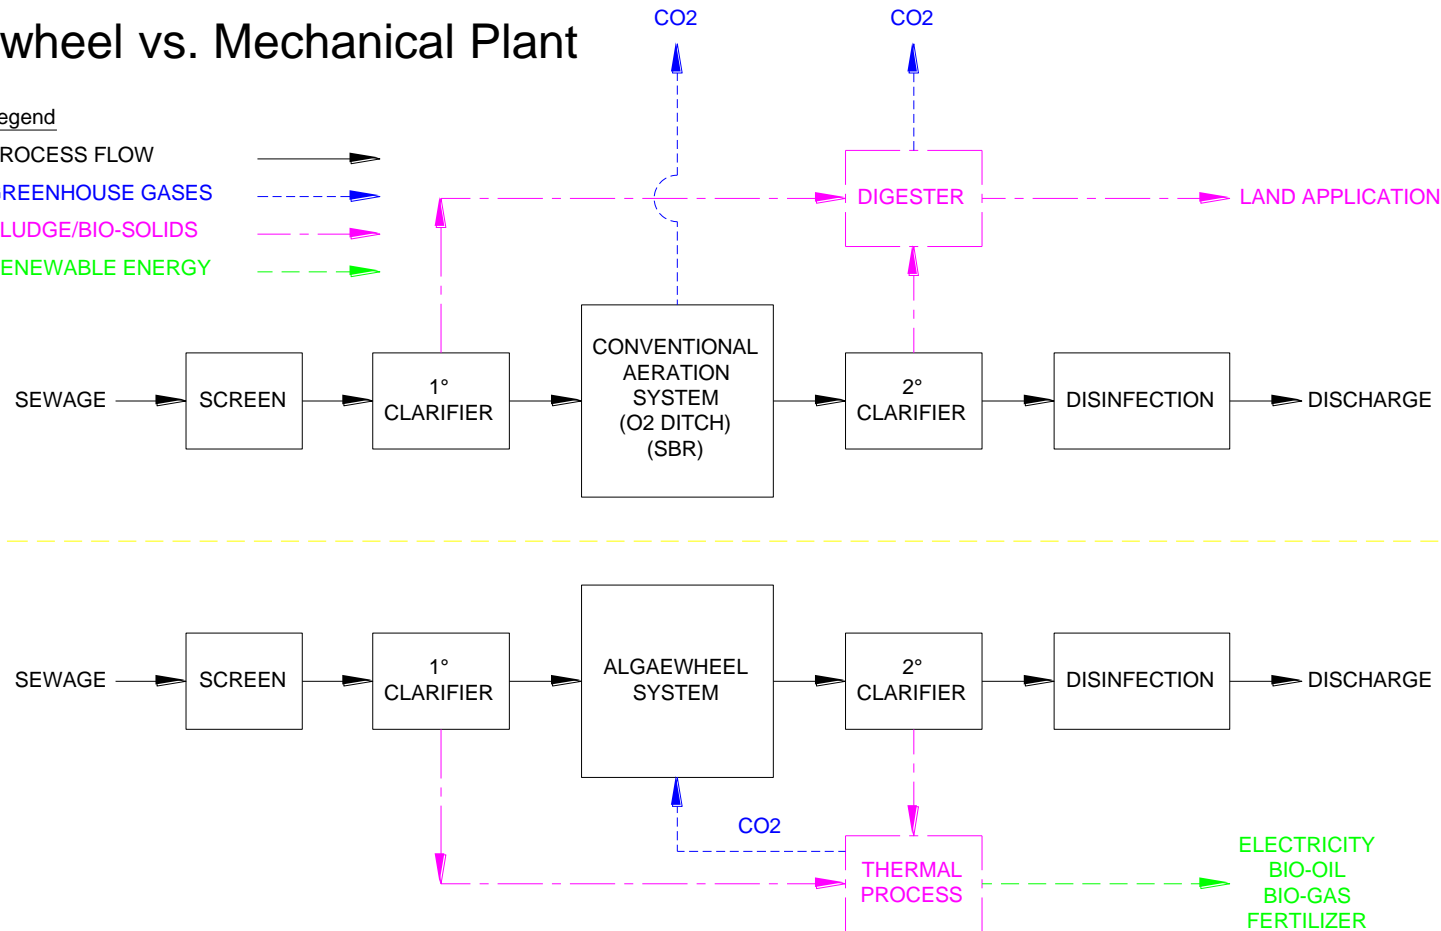 wheel vs. Mechanical Plant
CO2
CO2
egend
ROCESS FLOW
GREENHOUSE GASES
LUDGE/BIO-SOLIDS
ENEWABLE ENERGY
DIGESTER
LAND APPLICATION
SEWAGE
SCREEN
1°
CLARIFIER
CONVENTIONAL
AERATION
SYSTEM
(O2 DITCH)
(SBR)
2°
CLARIFIER
DISINFECTION
DISCHARGE
SEWAGE
SCREEN
1°
CLARIFIER
ALGAEWHEEL
SYSTEM
2°
CLARIFIER
DISINFECTION
DISCHARGE
CO2
THERMAL
PROCESS
ELECTRICITY
BIO-OIL
BIO-GAS
FERTILIZER